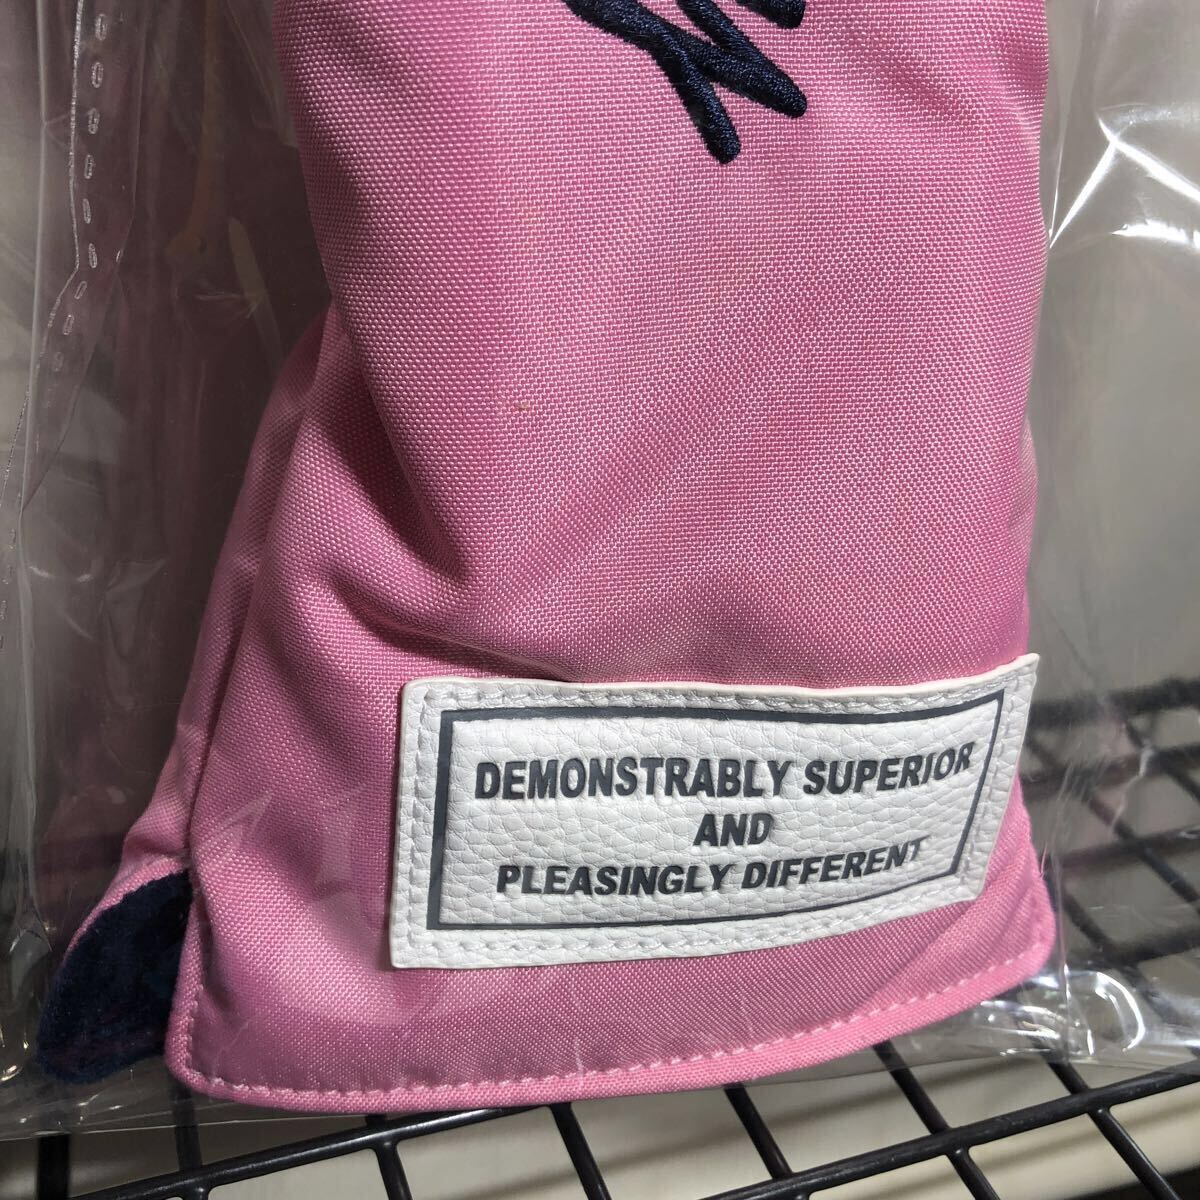 DEMONSTRABLY SUPERIOR
AND
PLEASINGLY DIFFERENT